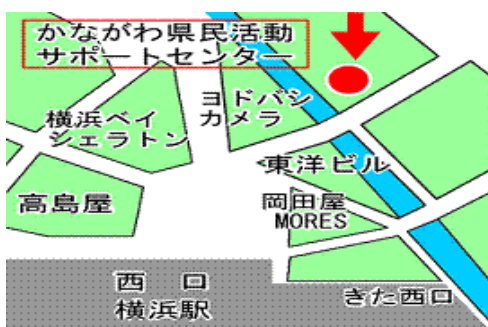 かながわ県民活動
サポートセンター
ヨドバシ
カメラ
横浜ベイ
シェラトン
東洋ビル
高島屋
岡田屋
MORES
西 口
横浜駅
きた西口